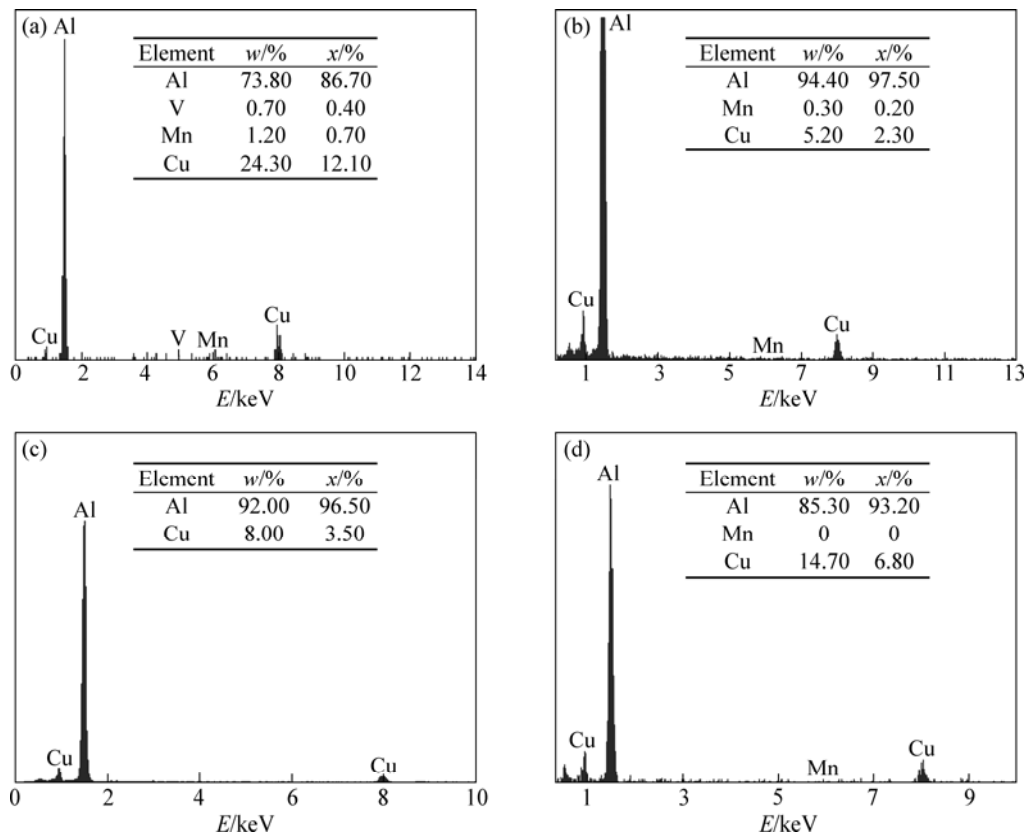 (a)
Al
Element w/% x/%
Al 73.80 86.70
V 0.70 0.40
Mn 1.20 0.70
Cu 24.30 12.10
Cu
V
Mn
Cu
0 2 4 6 8 10 12 14
E/keV
(b)
Al
Element w/% x/%
Al 94.40 97.50
Mn 0.30 0.20
Cu 5.20 2.30
Cu
Mn
Cu
1 3 5 7 9 11 13
E/keV
(c)
Al
Element w/% x/%
Al 92.00 96.50
Cu 8.00 3.50
Cu
Cu
0 2 4 6 8 10
E/keV
(d)
Al
Element w/% x/%
Al 85.30 93.20
Mn 0 0
Cu 14.70 6.80
Cu
Mn
Cu
1 3 5 7 9
E/keV